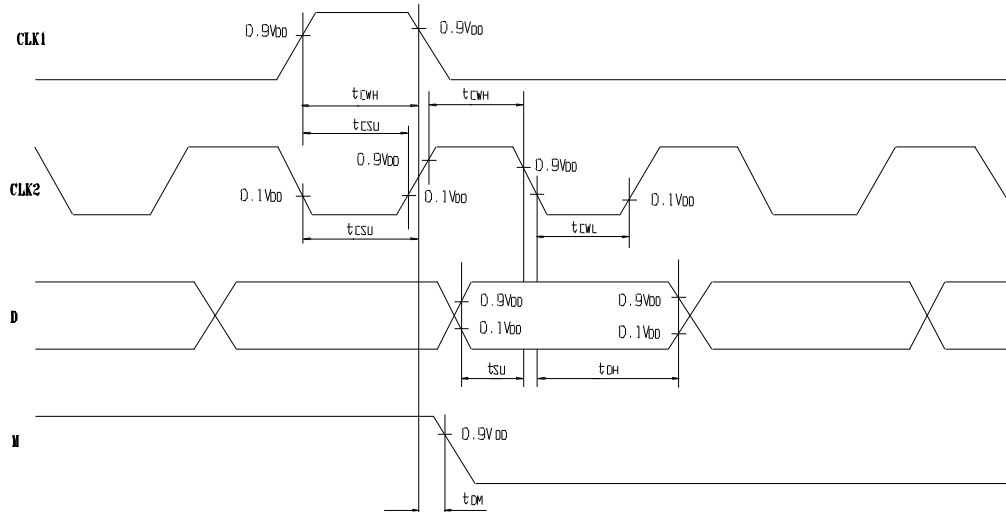 CLK1
0.9VDD
0.9VDD
tCWH
tCWH
tCSU
CLK2
0.9VDD
0.9VDD
0.1VDD
0.1VDD
0.1VDD
tCSU
tCWL
D
0.9VDD
0.9VDD
0.1VDD
0.1VDD
tSU
tDH
M
0.9VDD
tDM